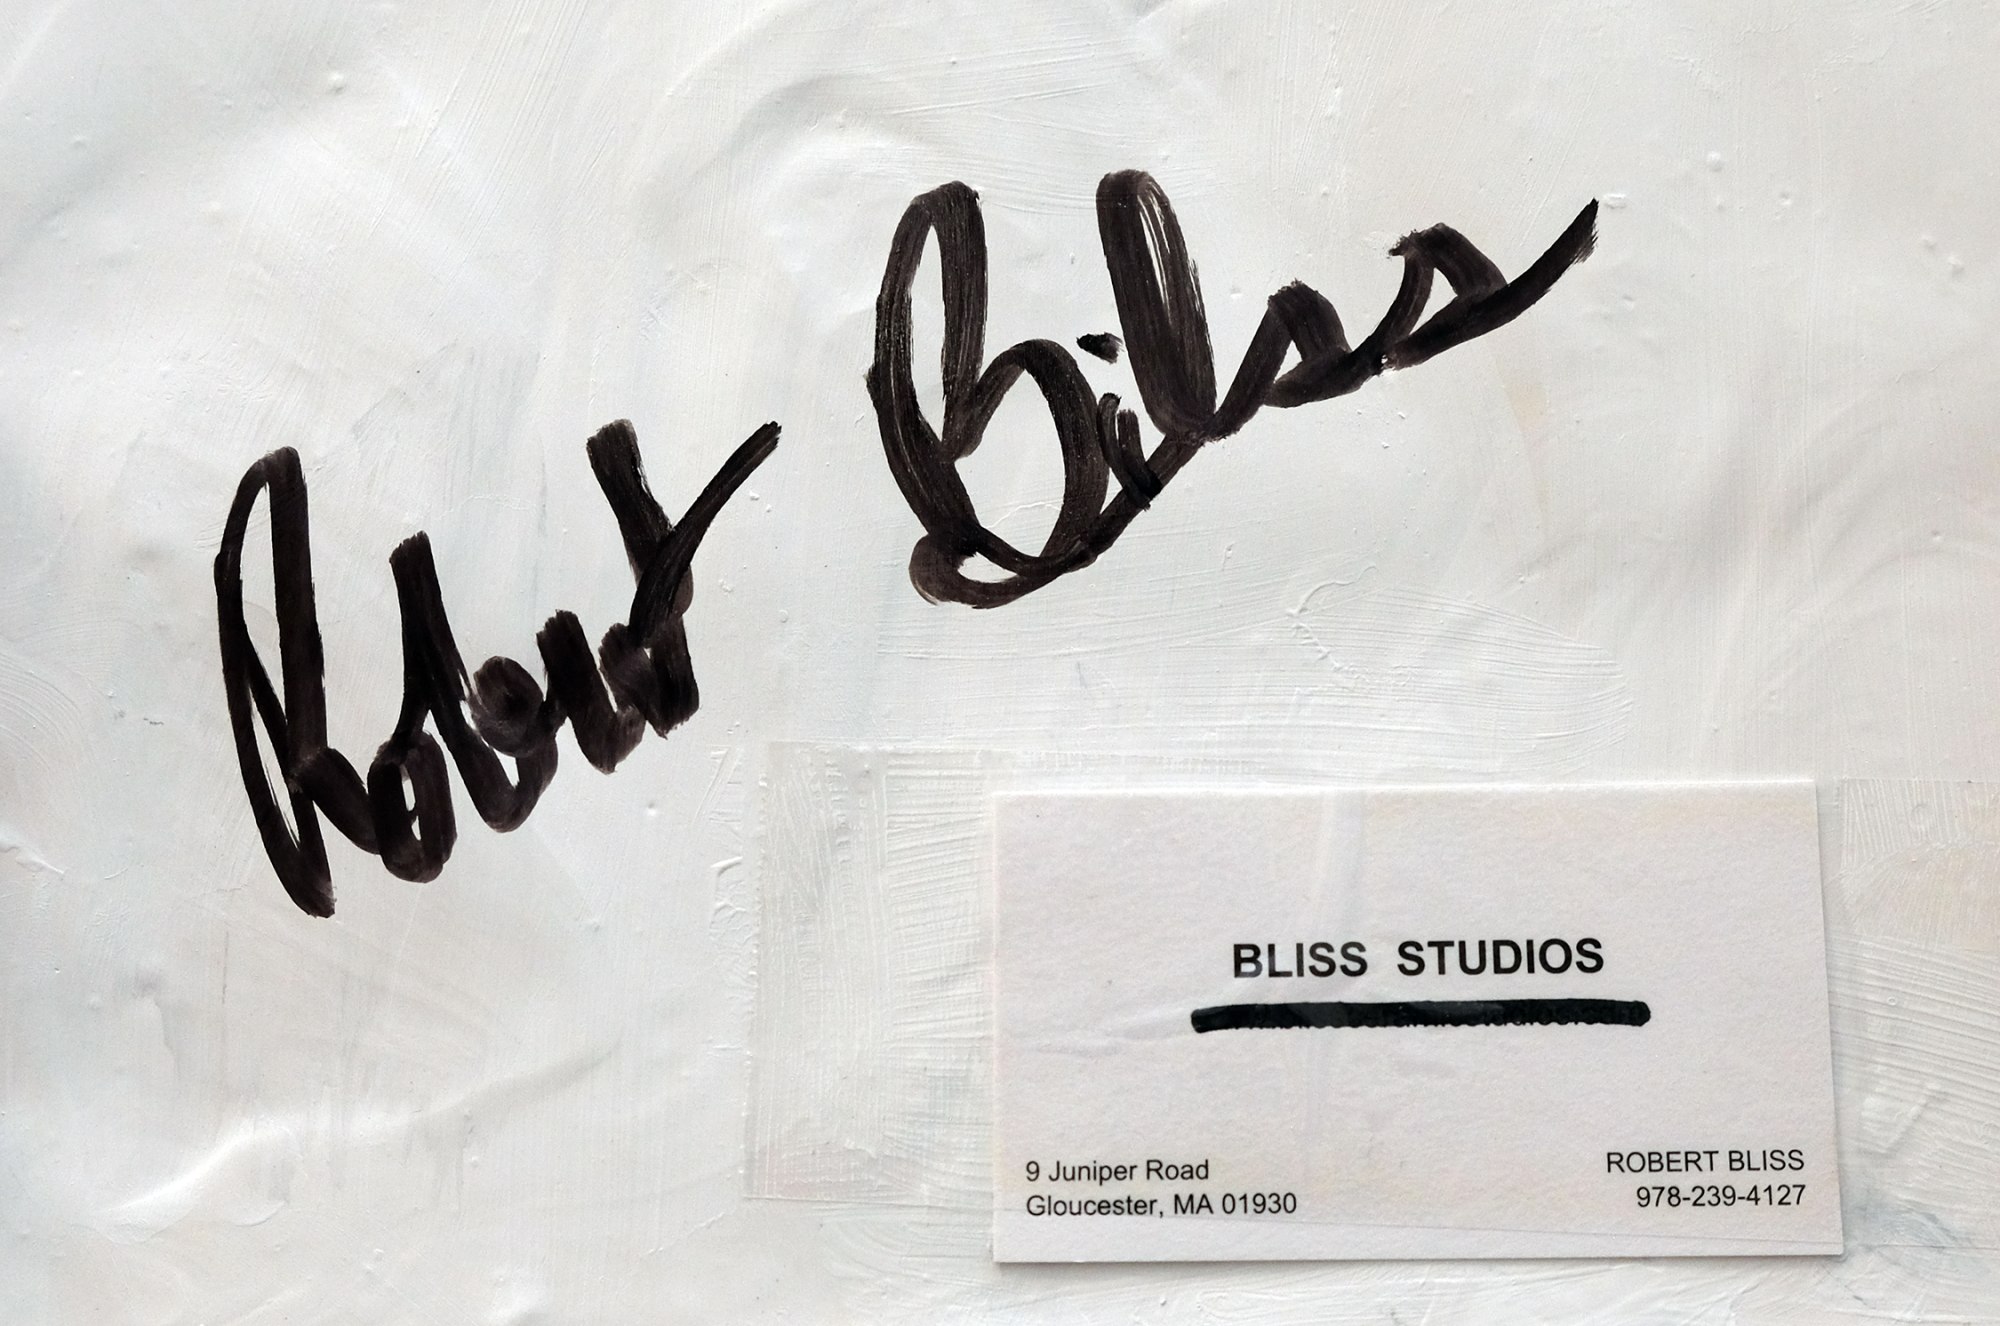 Robert Bliss
BLISS STUDIOS
9 Juniper Road
Gloucester, MA 01930
ROBERT BLISS
978-239-4127